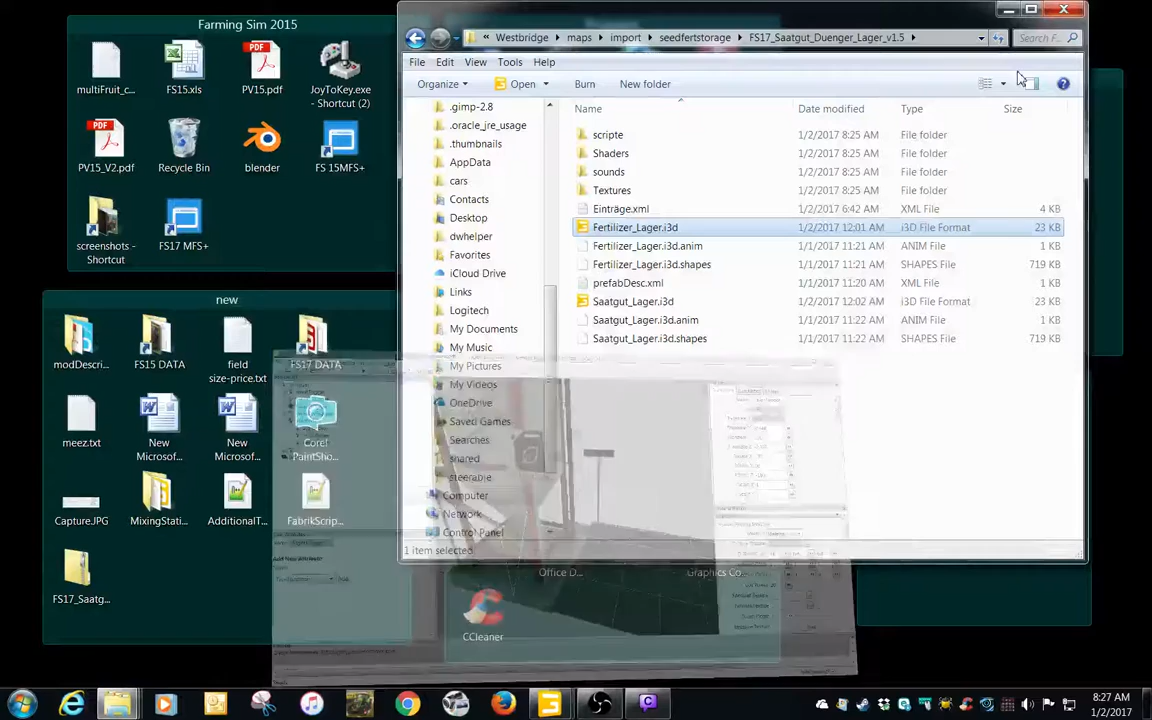 Farming Sim 2015
multiFruit_c...
FS15.xls
PV15.pdf
JoyToKey.exe
- Shortcut (2)
PV15_V2.pdf
Recycle Bin
blender
FS 15MFS+
screenshots -
Shortcut
FS17 MFS+
new
modDescri...
FS15 DATA
field
size-price.txt
FS17 DATA
meez.txt
New
Microsof...
New
Microsof...
Corel
PaintSho...
Capture.JPG
MixingStati...
AdditionalT...
FabrikScrip...
FS17_Saatg...
« Westbridge ▸ maps ▸ import ▸ seedfertstorage ▸ FS17_Saatgut_Duenger_Lager_v1.5 ▸
Search F...
File Edit View Tools Help
Organize Open Burn New folder
.gimp-2.8
.oracle_jre_usage
.thumbnails
AppData
cars
Contacts
Desktop
dwhelper
Favorites
iCloud Drive
Links
Logitech
My Documents
My Music
My Pictures
My Videos
OneDrive
Saved Games
Searches
shared
steerable
Computer
Network
Control Panel
Name Date modified Type Size
scripte 1/2/2017 8:25 AM File folder
Shaders 1/2/2017 8:25 AM File folder
sounds 1/2/2017 8:25 AM File folder
Textures 1/2/2017 8:25 AM File folder
Einträge.xml 1/2/2017 6:42 AM XML File 4 KB
Fertilizer_Lager.i3d 1/2/2017 12:01 AM i3D File Format 23 KB
Fertilizer_Lager.i3d.anim 1/1/2017 11:21 AM ANIM File 1 KB
Fertilizer_Lager.i3d.shapes 1/1/2017 11:21 AM SHAPES File 719 KB
prefabDesc.xml 1/1/2017 11:20 AM XML File 1 KB
Saatgut_Lager.i3d 1/2/2017 12:02 AM i3D File Format 23 KB
Saatgut_Lager.i3d.anim 1/1/2017 11:22 AM ANIM File 1 KB
Saatgut_Lager.i3d.shapes 1/1/2017 11:22 AM SHAPES File 719 KB
1 item selected
Office D...
Graphics Co...
CCleaner
8:27 AM
1/2/2017